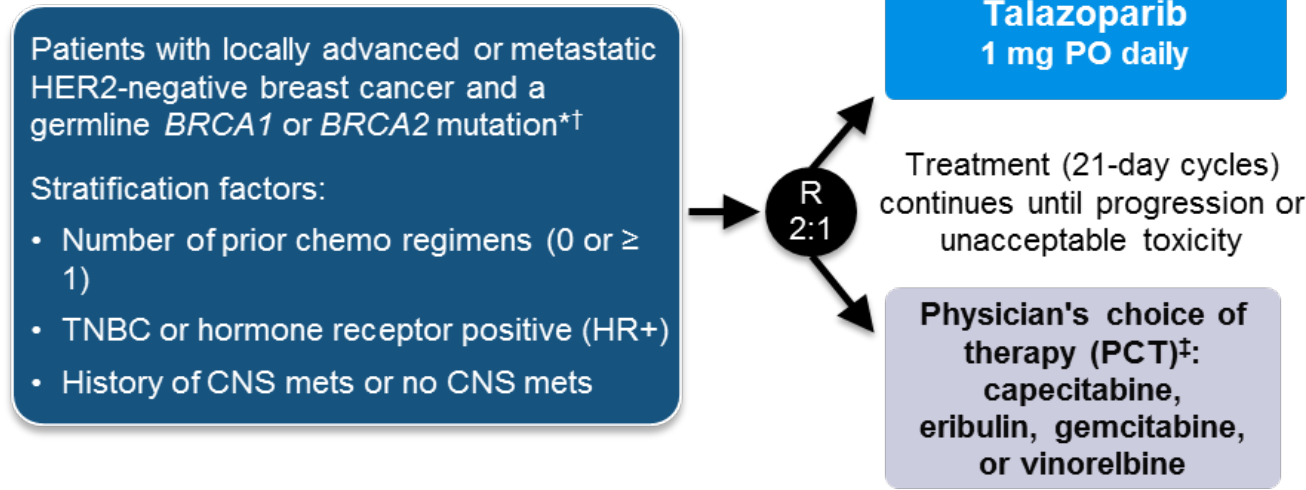 Patients with locally advanced or metastatic
HER2-negative breast cancer and a
germline BRCA1 or BRCA2 mutation*†
Stratification factors:
• Number of prior chemo regimens (0 or ≥
1)
• TNBC or hormone receptor positive (HR+)
• History of CNS mets or no CNS mets
R
2:1
Talazoparib
1 mg PO daily
Treatment (21-day cycles)
continues until progression or
unacceptable toxicity
Physician's choice of
therapy (PCT)‡:
capecitabine,
eribulin, gemcitabine,
or vinorelbine